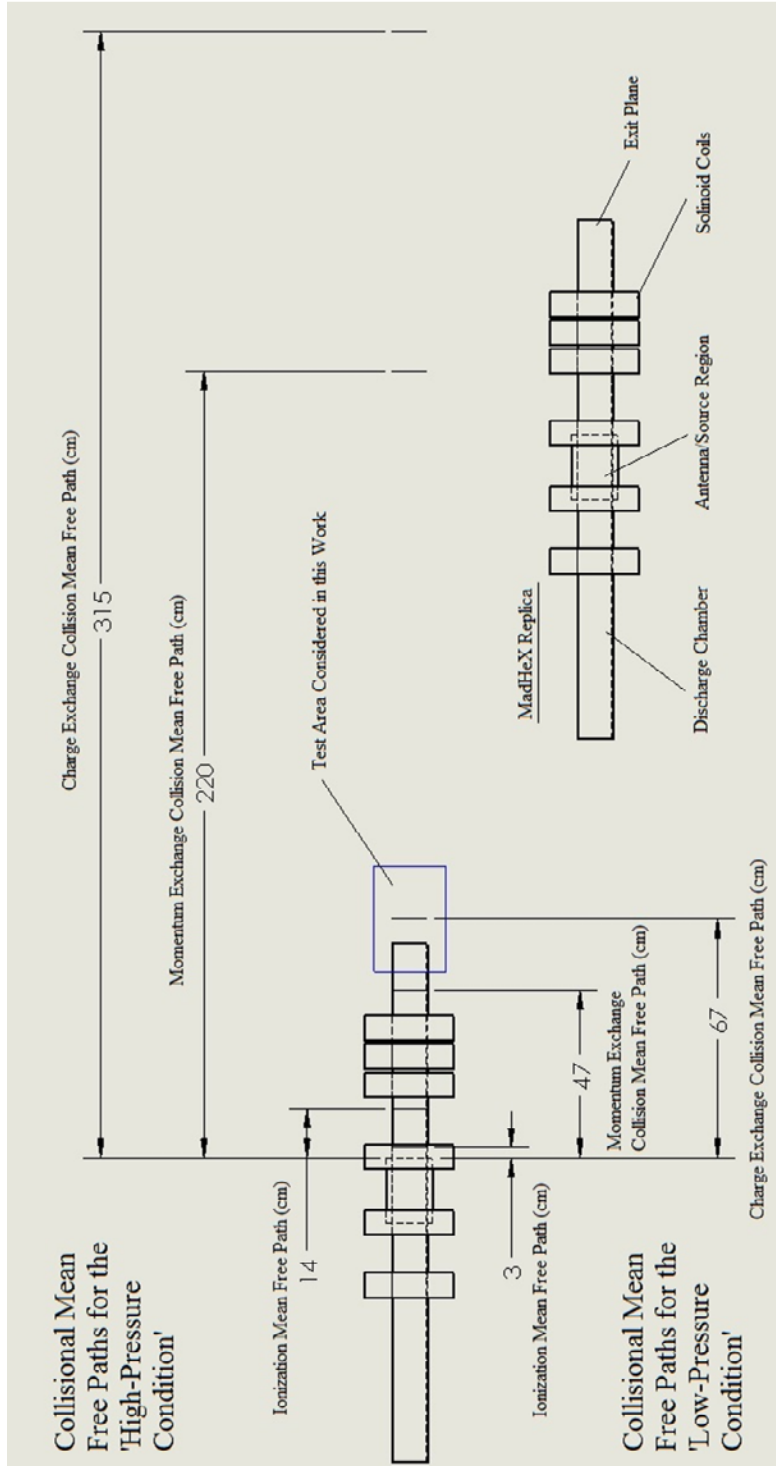 Collisional Mean
Free Paths for the
'High-Pressure
Condition'
Charge Exchange Collision Mean Free Path (cm)
315
Momentum Exchange Collision Mean Free Path (cm)
220
Ionization Mean Free Path (cm)
14
Test Area Considered in this Work
Ionization Mean Free Path (cm)
3
47
Momentum Exchange
Collision Mean Free Path (cm)
67
Charge Exchange Collision Mean Free Path (cm)
Collisional Mean
Free Paths for the
'Low-Pressure
Condition'
MadHeX Replica
Discharge Chamber
Antenna/Source Region
Solinoid Coils
Exit Plane